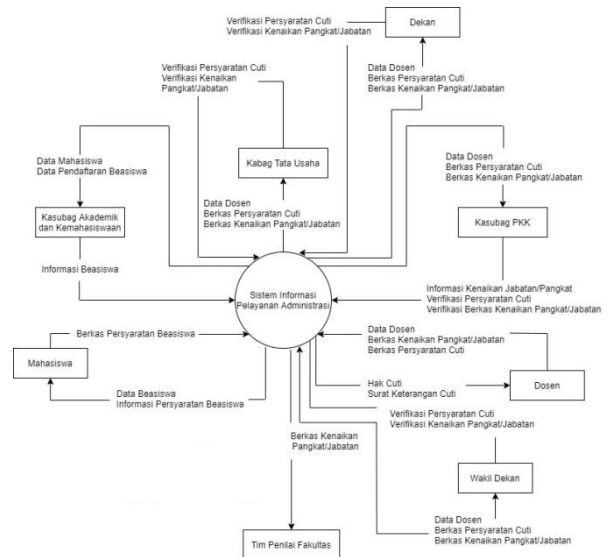 Verifikasi Persyaratan Cuti
Verifikasi Kenaikan Pangkat/Jabatan
Dekan
Verifikasi Persyaratan Cuti
Verifikasi Kenaikan
Pangkat/Jabatan
Data Dosen
Berkas Persyaratan Cuti
Berkas Kenaikan Pangkat/Jabatan
Data Mahasiswa
Data Pendaftaran Beasiswa
Kabag Tata Usaha
Data Dosen
Berkas Persyaratan Cuti
Berkas Kenaikan Pangkat/Jabatan
Data Dosen
Berkas Persyaratan Cuti
Berkas Kenaikan Pangkat/Jabatan
Kasubag Akademik
dan Kemahasiswaan
Kasubag PKK
Informasi Beasiswa
Sistem Informasi
Pelayanan Administrasi
Informasi Kenaikan Jabatan/Pangkat
Verifikasi Persyaratan Cuti
Verifikasi Berkas Kenaikan Pangkat/Jabatan
Berkas Persyaratan Beasiswa
Mahasiswa
Data Dosen
Berkas Kenaikan Pangkat/Jabatan
Berkas Persyaratan Cuti
Data Beasiswa
Informasi Persyaratan Beasiswa
Hak Cuti
Surat Keterangan Cuti
Dosen
Verifikasi Persyaratan Cuti
Verifikasi Kenaikan Pangkat/Jabatan
Berkas Kenaikan
Pangkat/Jabatan
Wakil Dekan
Tim Penilai Fakultas
Data Dosen
Berkas Persyaratan Cuti
Berkas Kenaikan Pangkat/Jabatan